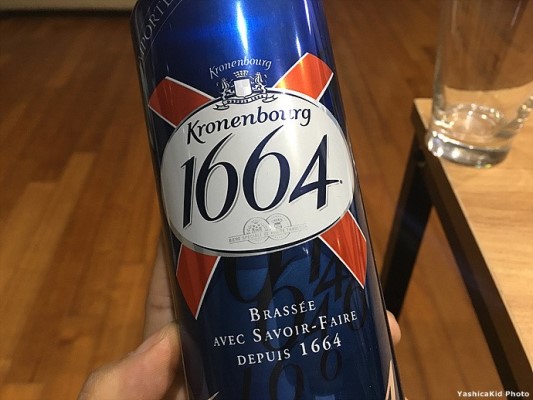 Kronenbourg
Kronenbourg
1664
BRASSÉE
AVEC SAVOIR-FAIRE
DEPUIS 1664
YashicaKid Photo